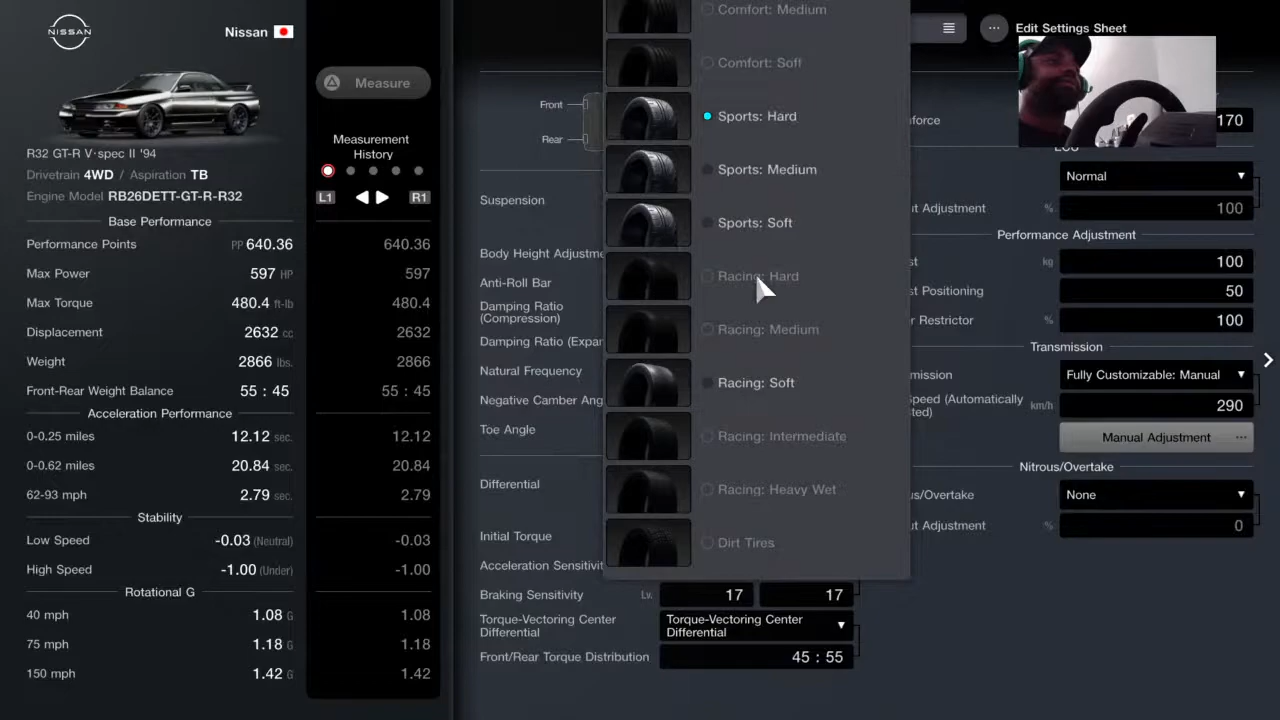 NISSAN
Nissan
R32 GT-R V·spec II '94
Drivetrain 4WD / Aspiration TB
Engine Model RB26DETT-GT-R-R32
Base Performance
Performance Points PP 640.36
Max Power 597 HP
Max Torque 480.4 ft-lb
Displacement 2632 cc
Weight 2866 lbs.
Front-Rear Weight Balance 55 : 45
Acceleration Performance
0-0.25 miles 12.12 sec.
0-0.62 miles 20.84 sec.
62-93 mph 2.79 sec.
Stability
Low Speed -0.03 (Neutral)
High Speed -1.00 (Under)
Rotational G
40 mph 1.08 G
75 mph 1.18 G
150 mph 1.42 G
Measure
Measurement
History
L1 R1
640.36
597
480.4
2632
2866
55 : 45
12.12
20.84
2.79
-0.03
-1.00
1.08
1.18
1.42
Front
Rear
Suspension
Body Height Adjustme
Anti-Roll Bar
Damping Ratio
(Compression)
Damping Ratio (Expan
Natural Frequency
Negative Camber Ang
Toe Angle
Differential
Initial Torque
Acceleration Sensitivi
Braking Sensitivity Lv. 17 17
Torque-Vectoring Center
Differential
Torque-Vectoring Center
Differential
Front/Rear Torque Distribution 45 : 55
Comfort: Medium
Comfort: Soft
Sports: Hard
Sports: Medium
Sports: Soft
Racing: Hard
Racing: Medium
Racing: Soft
Racing: Intermediate
Racing: Heavy Wet
Dirt Tires
Edit Settings Sheet
nforce 170
Normal
ut Adjustment % 100
Performance Adjustment
st kg 100
st Positioning 50
r Restrictor % 100
Transmission
mission Fully Customizable: Manual
Speed (Automatically
ted) km/h 290
Manual Adjustment
Nitrous/Overtake
us/Overtake None
ut Adjustment % 0